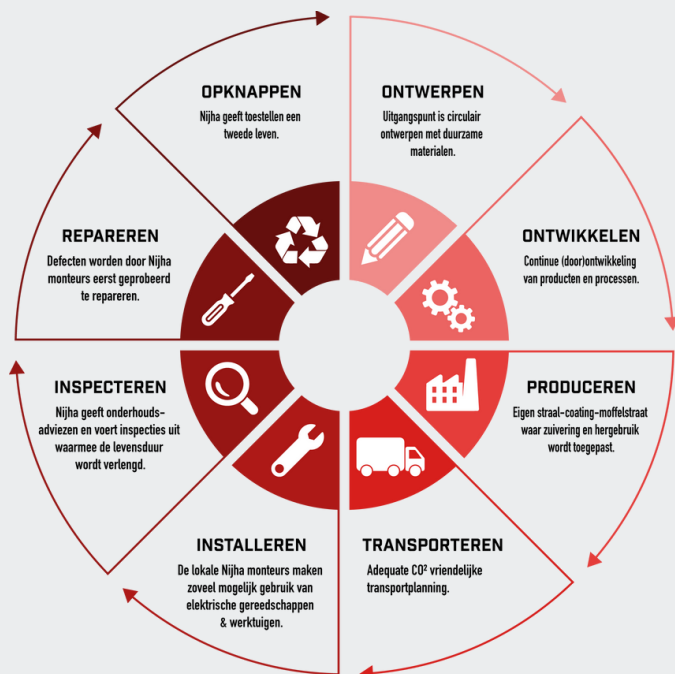 OPKNAPPEN
Nijha geeft toestellen een
tweede leven.
ONTWERPEN
Uitgangspunt is circulair
ontwerpen met duurzame
materialen.
ONTWIKKELEN
Continue (door)ontwikkeling
van producten en processen.
PRODUCEREN
Eigen straal-coating-moffelstraat
waar zuivering en hergebruik
wordt toegepast.
TRANSPORTEREN
Adequate CO² vriendelijke
transportplanning.
INSTALLEREN
De lokale Nijha monteurs maken
zoveel mogelijk gebruik van
elektrische gereedschappen
& werktuigen.
INSPECTEREN
Nijha geeft onderhouds-
adviezen en voert inspecties uit
waarmee de levensduur
wordt verlengd.
REPAREREN
Defecten worden door Nijha
monteurs eerst geprobeerd
te repareren.